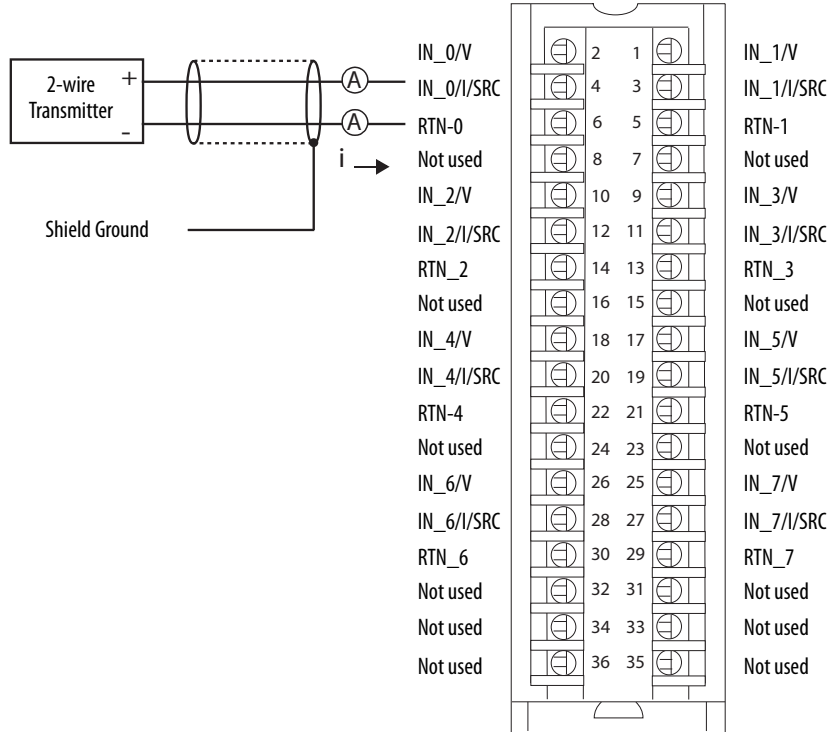 IN_0/V 2 1 IN_1/V
2-wire
Transmitter
+ A IN_0/I/SRC 4 3 IN_1/I/SRC
- A RTN-0 6 5 RTN-1
i Not used 8 7 Not used
IN_2/V 10 9 IN_3/V
Shield Ground IN_2/I/SRC 12 11 IN_3/I/SRC
RTN_2 14 13 RTN_3
Not used 16 15 Not used
IN_4/V 18 17 IN_5/V
IN_4/I/SRC 20 19 IN_5/I/SRC
RTN-4 22 21 RTN-5
Not used 24 23 Not used
IN_6/V 26 25 IN_7/V
IN_6/I/SRC 28 27 IN_7/I/SRC
RTN_6 30 29 RTN_7
Not used 32 31 Not used
Not used 34 33 Not used
Not used 36 35 Not used